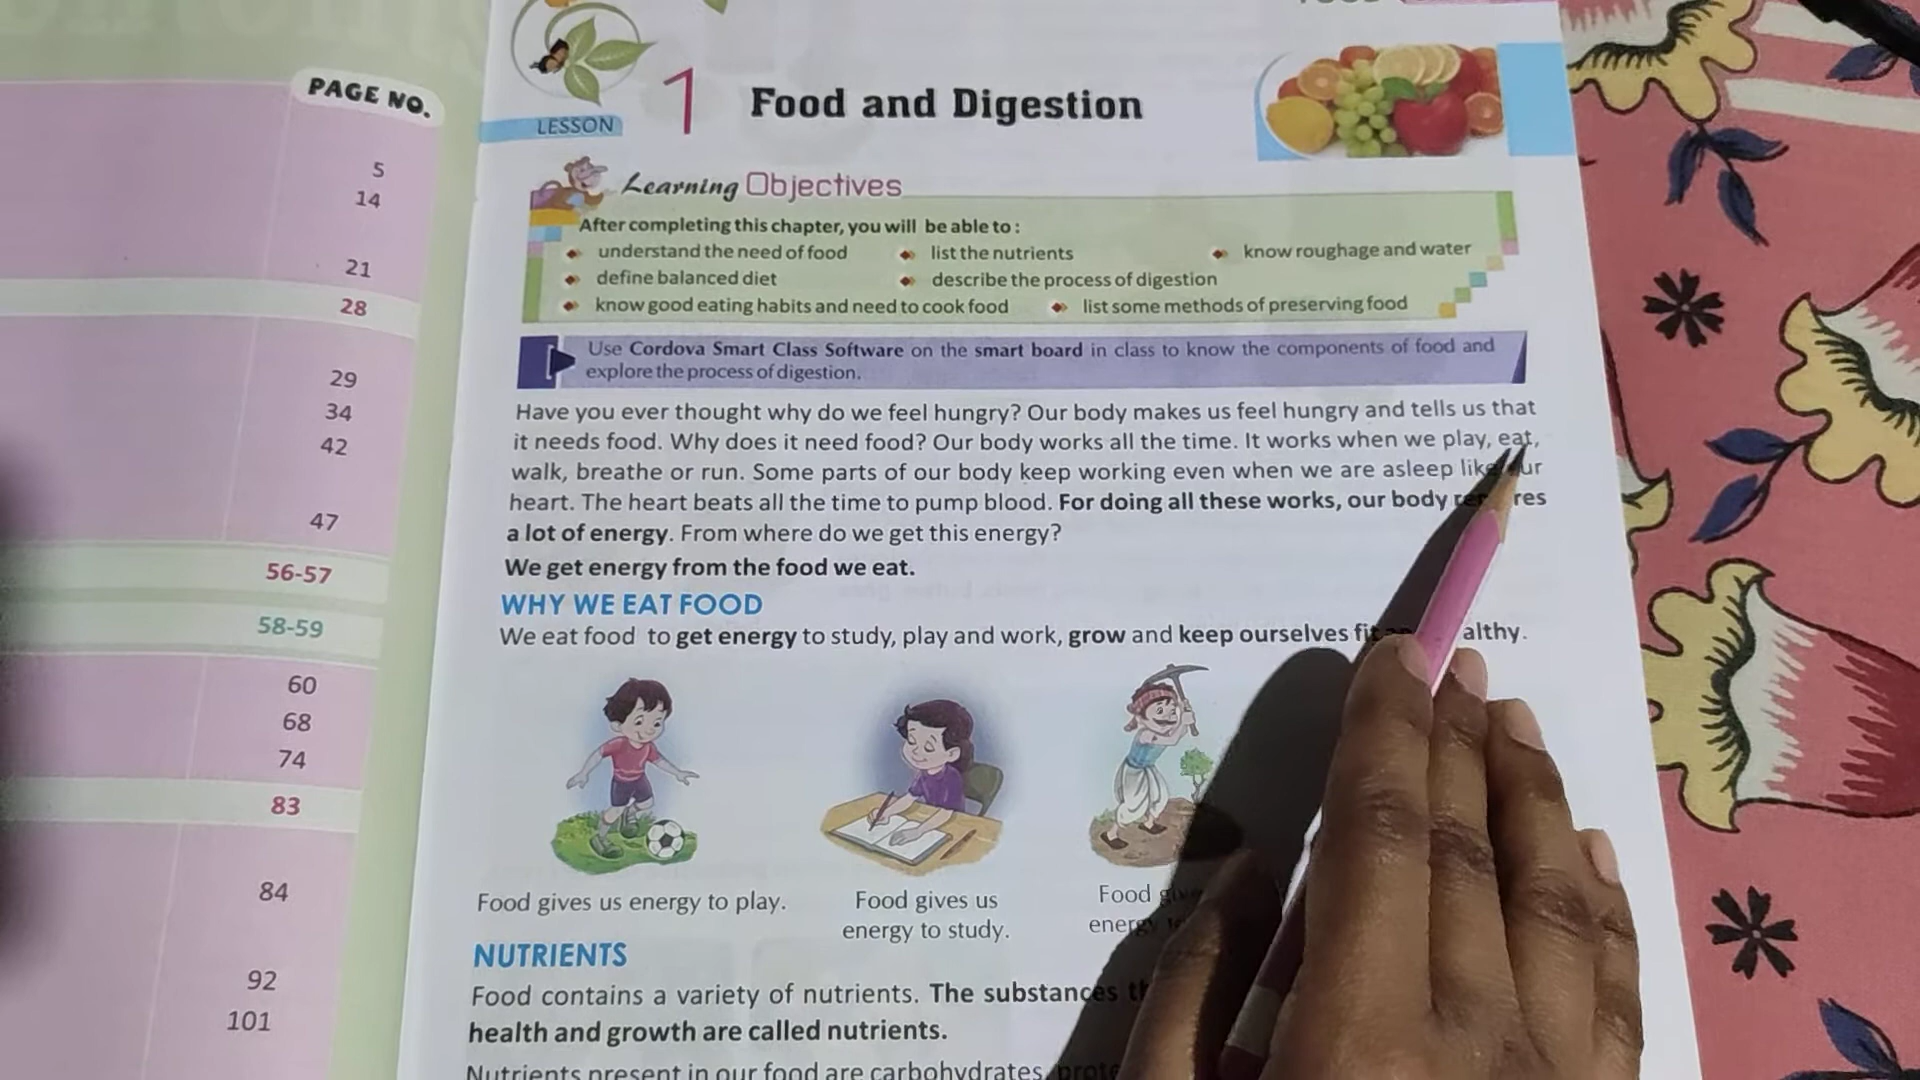 PAGE NO.
5
14
21
28
29
34
42
47
56-57
58-59
60
68
74
83
84
92
101
LESSON 1 Food and Digestion
Learning Objectives
After completing this chapter, you will be able to :
understand the need of food list the nutrients know roughage and water
define balanced diet describe the process of digestion
know good eating habits and need to cook food list some methods of preserving food
Use Cordova Smart Class Software on the smart board in class to know the components of food and
explore the process of digestion.
Have you ever thought why do we feel hungry? Our body makes us feel hungry and tells us that
it needs food. Why does it need food? Our body works all the time. It works when we play, eat,
walk, breathe or run. Some parts of our body keep working even when we are asleep like
heart. The heart beats all the time to pump blood. For doing all these works, our body
a lot of energy. From where do we get this energy?
We get energy from the food we eat.
WHY WE EAT FOOD
We eat food to get energy to study, play and work, grow and keep ourselves fit
Food gives us energy to play.
Food gives us
energy to study.
Food
NUTRIENTS
Food contains a variety of nutrients. The substances
health and growth are called nutrients.
Nutrients present in our food are carbohydrates,